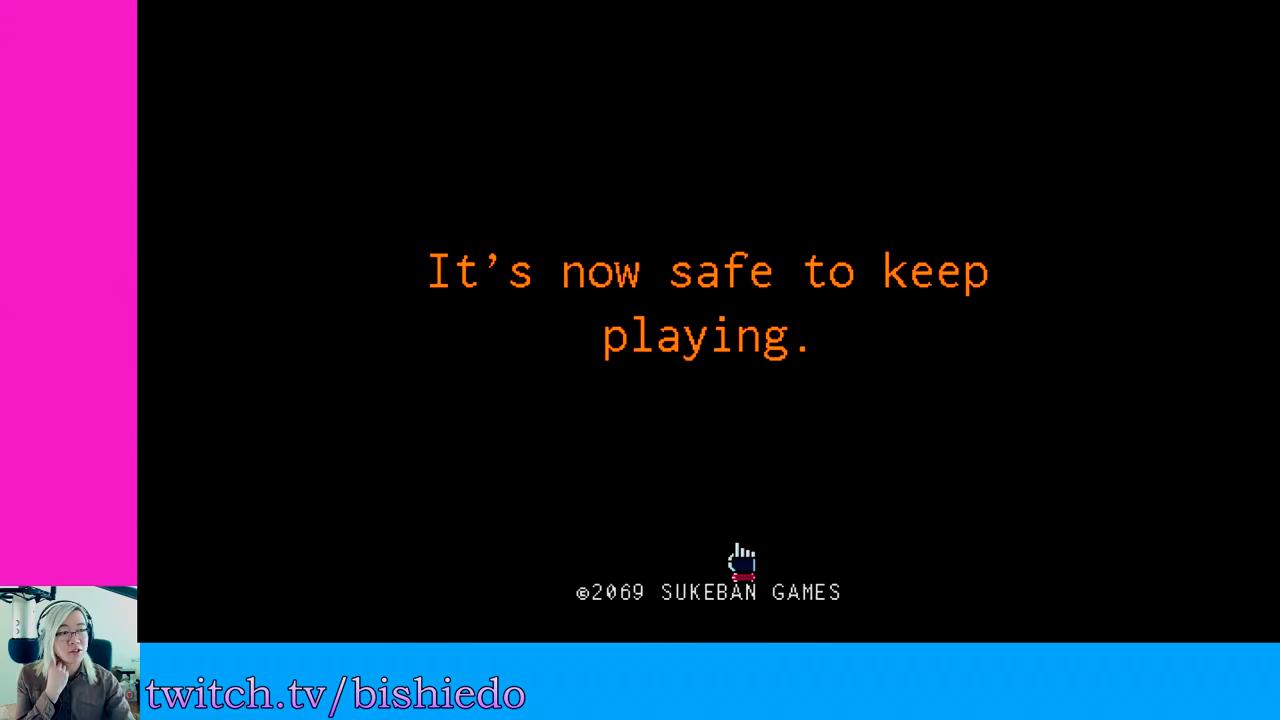 It's now safe to keep
playing.
©2069 SUKEBAN GAMES
twitch.tv/bishiedo